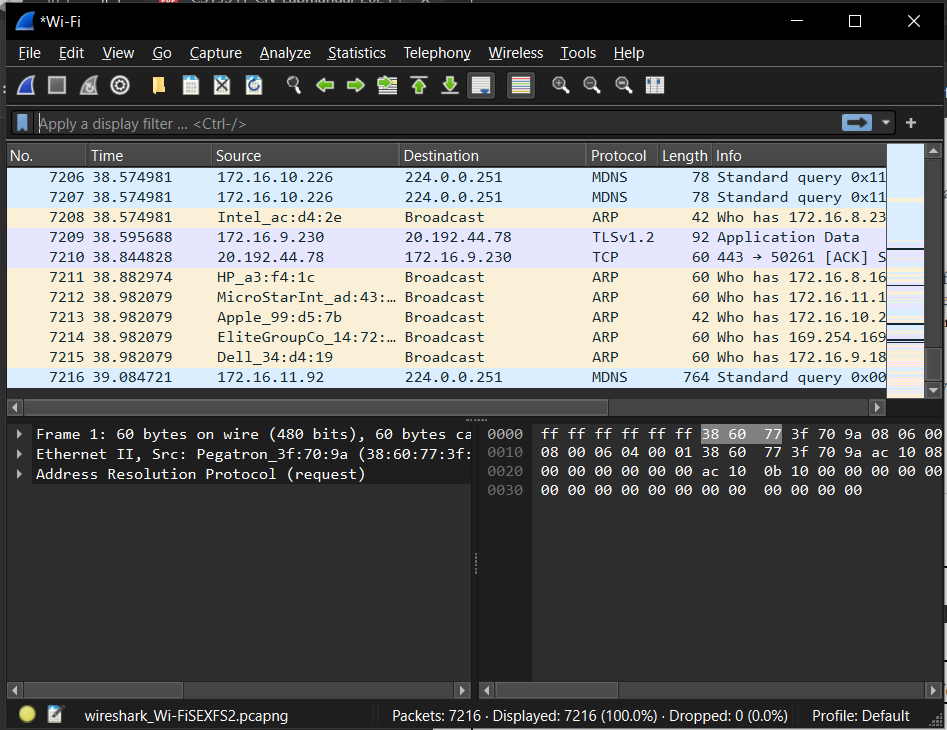 *Wi-Fi
File Edit View Go Capture Analyze Statistics Telephony Wireless Tools Help
Apply a display filter ... <Ctrl-/>
No. Time Source Destination Protocol Length Info
7206 38.574981 172.16.10.226 224.0.0.251 MDNS 78 Standard query 0x11
7207 38.574981 172.16.10.226 224.0.0.251 MDNS 78 Standard query 0x11
7208 38.574981 Intel_ac:d4:2e Broadcast ARP 42 Who has 172.16.8.23
7209 38.595688 172.16.9.230 20.192.44.78 TLSv1.2 92 Application Data
7210 38.844828 20.192.44.78 172.16.9.230 TCP 60 443 → 50261 [ACK] S
7211 38.882974 HP_a3:f4:1c Broadcast ARP 60 Who has 172.16.8.16
7212 38.982079 MicroStarInt_ad:43:… Broadcast ARP 60 Who has 172.16.11.1
7213 38.982079 Apple_99:d5:7b Broadcast ARP 42 Who has 172.16.10.2
7214 38.982079 EliteGroupCo_14:72:… Broadcast ARP 60 Who has 169.254.169
7215 38.982079 Dell_34:d4:19 Broadcast ARP 60 Who has 172.16.9.18
7216 39.084721 172.16.11.92 224.0.0.251 MDNS 764 Standard query 0x00
Frame 1: 60 bytes on wire (480 bits), 60 bytes ca
Ethernet II, Src: Pegatron_3f:70:9a (38:60:77:3f:
Address Resolution Protocol (request)
0000 ff ff ff ff ff ff 38 60 77 3f 70 9a 08 06 00
0010 08 00 06 04 00 01 38 60 77 3f 70 9a ac 10 08
0020 00 00 00 00 00 00 ac 10 0b 10 00 00 00 00 00
0030 00 00 00 00 00 00 00 00 00 00 00 00
wireshark_Wi-FiSEXFS2.pcapng Packets: 7216 · Displayed: 7216 (100.0%) · Dropped: 0 (0.0%) Profile: Default